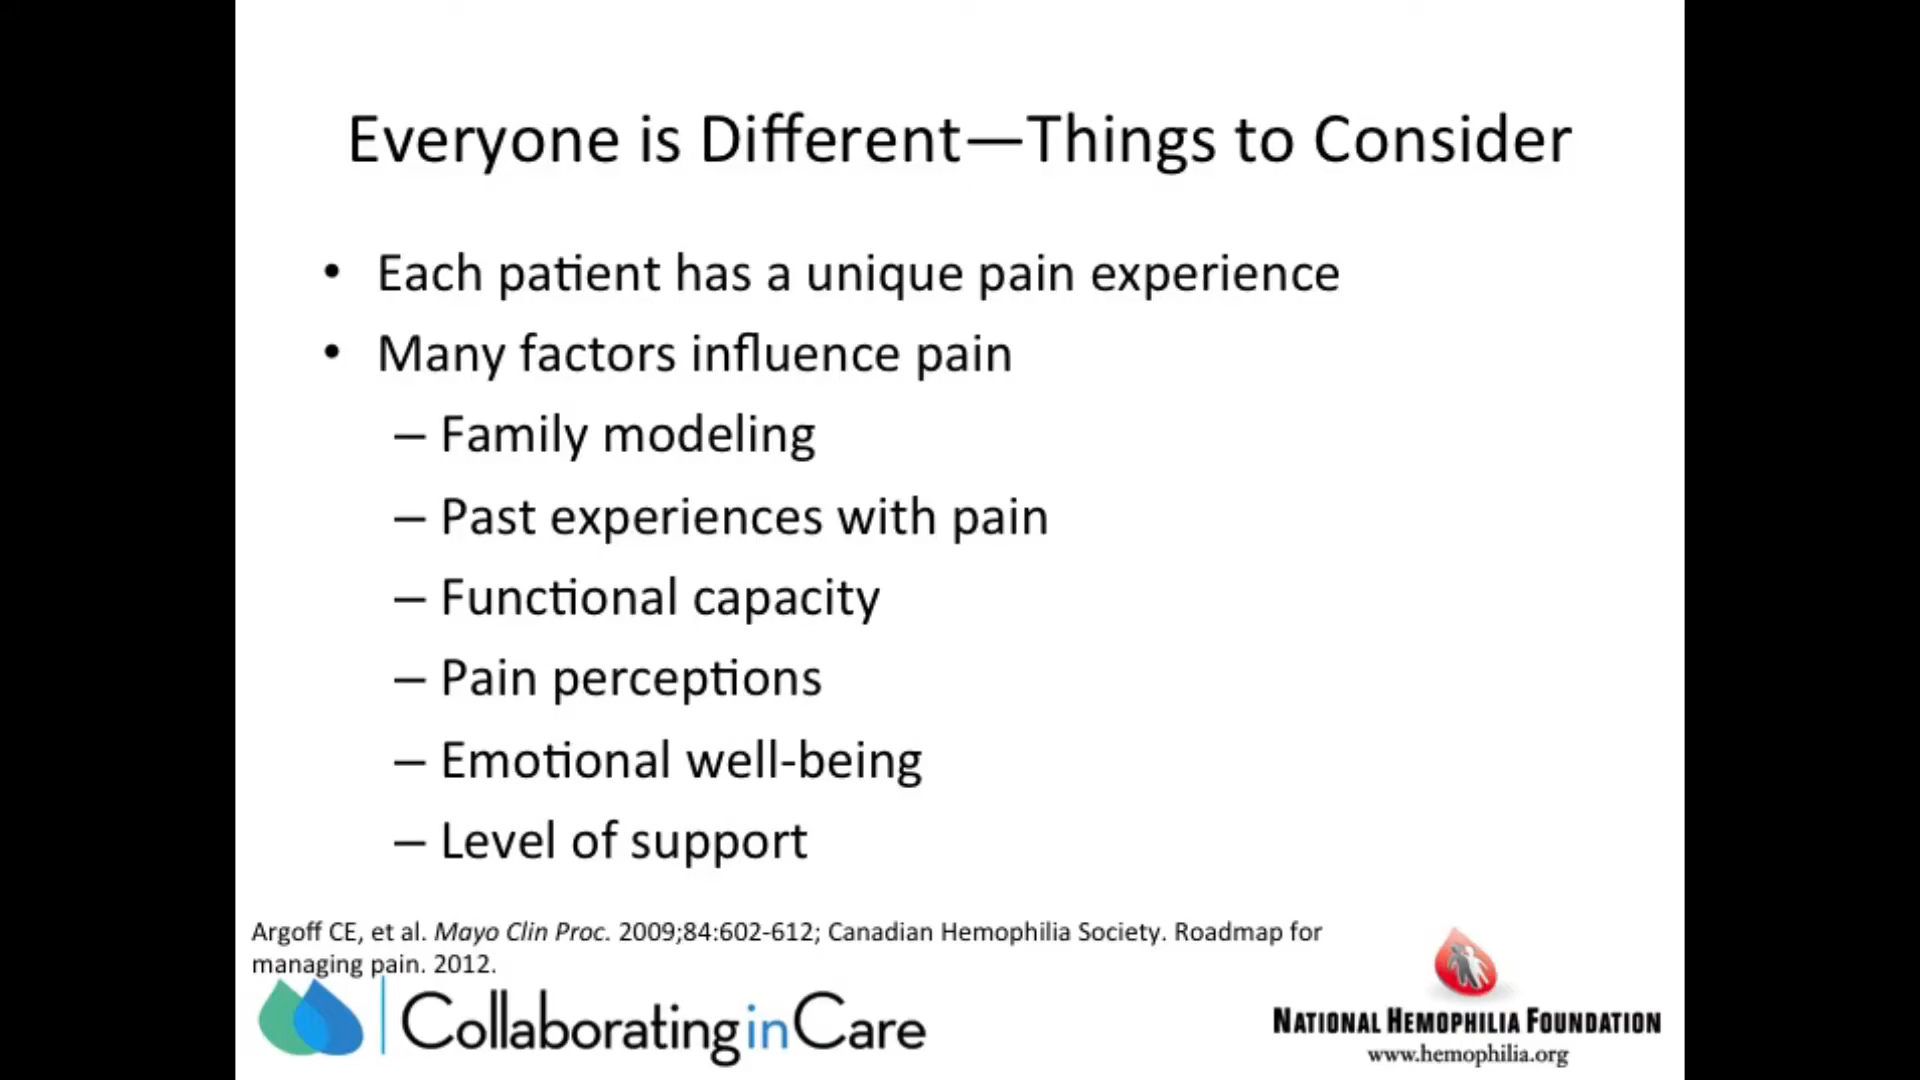 Everyone is Different—Things to Consider
• Each patient has a unique pain experience
• Many factors influence pain
– Family modeling
– Past experiences with pain
– Functional capacity
– Pain perceptions
– Emotional well-being
– Level of support
Argoff CE, et al. Mayo Clin Proc. 2009;84:602-612; Canadian Hemophilia Society. Roadmap for
managing pain. 2012.
Collaborating in Care
NATIONAL HEMOPHILIA FOUNDATION
www.hemophilia.org